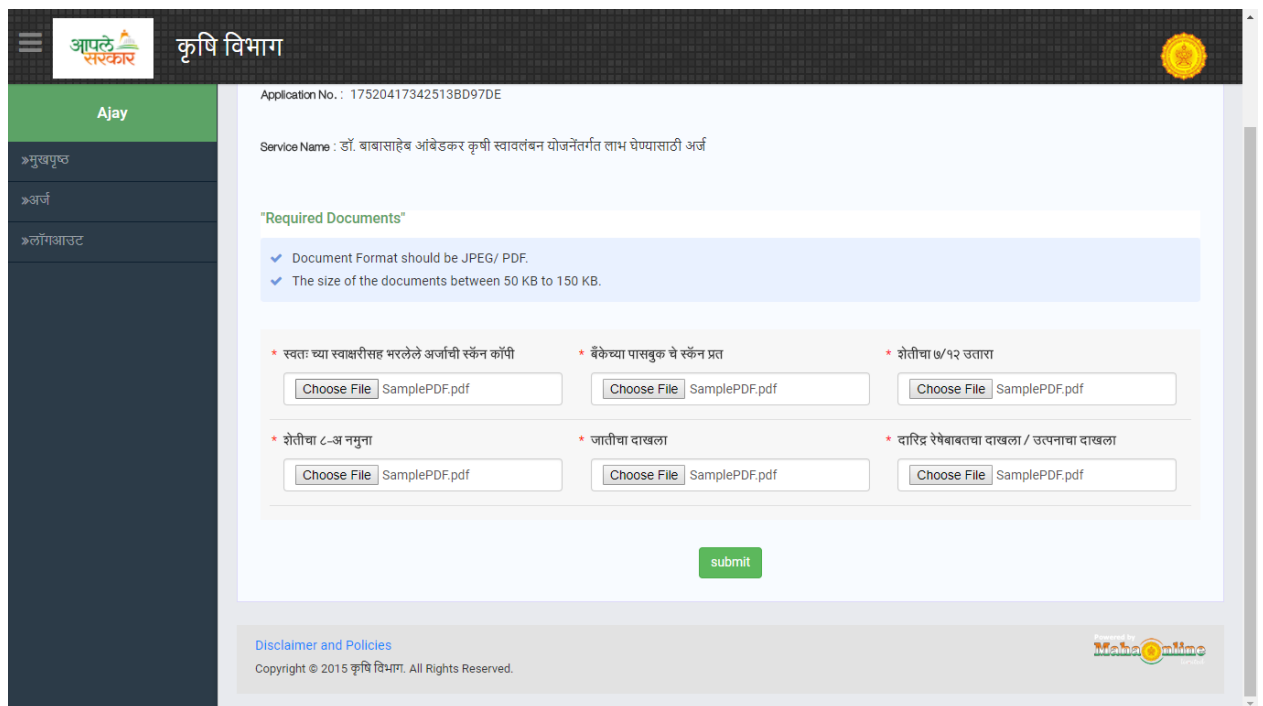 आपले
सरकार
कृषि विभाग
Ajay
»मुखपृष्ठ
»अर्ज
»लॉगआउट
Application No. : 17520417342513BD97DE
Service Name : डॉ. बाबासाहेब आंबेडकर कृषी स्वावलंबन योजनेंतर्गत लाभ घेण्यासाठी अर्ज
"Required Documents"
Document Format should be JPEG/ PDF.
The size of the documents between 50 KB to 150 KB.
* स्वतः च्या स्वाक्षरीसह भरलेले अर्जाची स्कॅन कॉपी
Choose File SamplePDF.pdf
* बँकेच्या पासबुक चे स्कॅन प्रत
Choose File SamplePDF.pdf
* शेतीचा ७/१२ उतारा
Choose File SamplePDF.pdf
* शेतीचा ८-अ नमुना
Choose File SamplePDF.pdf
* जातीचा दाखला
Choose File SamplePDF.pdf
* दारिद्र रेषेबाबतचा दाखला / उत्पनाचा दाखला
Choose File SamplePDF.pdf
submit
Disclaimer and Policies
Copyright © 2015 कृषि विभाग. All Rights Reserved.
Powered by
MahaOnline
Limited